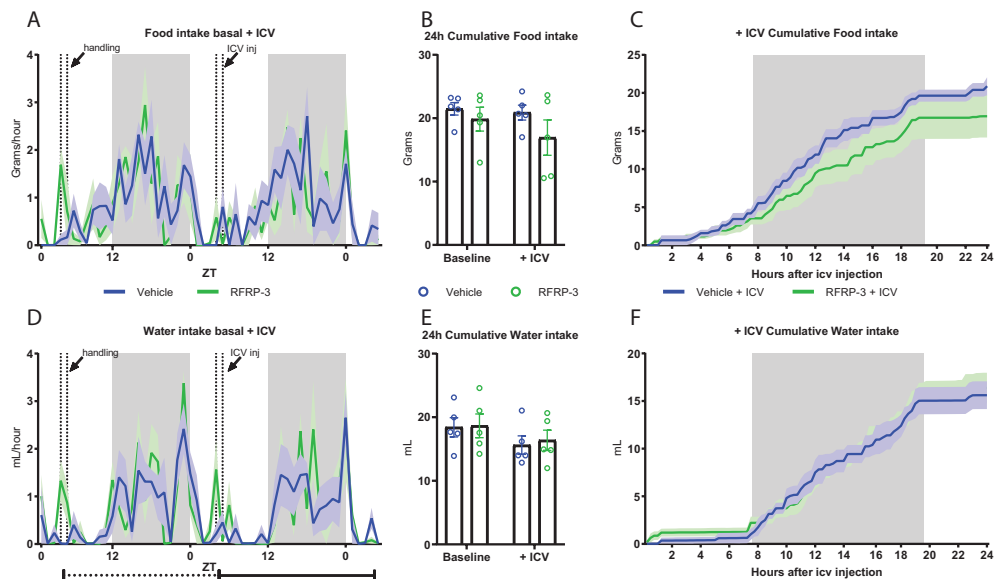 A
Food intake basal + ICV
handling
ICV inj
Grams/hour
4
3
2
1
0
0 12 0 12 0
ZT
Vehicle RFRP-3
B
24h Cumulative Food intake
Grams
30
20
10
0
Baseline + ICV
Vehicle RFRP-3
C
+ ICV Cumulative Food intake
Grams
25
20
15
10
5
0
2 4 6 8 10 12 14 16 18 20 22 24
Hours after icv injection
Vehicle + ICV RFRP-3 + ICV
D
Water intake basal + ICV
handling
ICV inj
mL/hour
4
3
2
1
0
0 12 0 12 0
ZT
E
24h Cumulative Water intake
mL
30
20
10
0
Baseline + ICV
F
+ ICV Cumulative Water intake
mL
20
15
10
5
0
2 4 6 8 10 12 14 16 18 20 22 24
Hours after icv injection